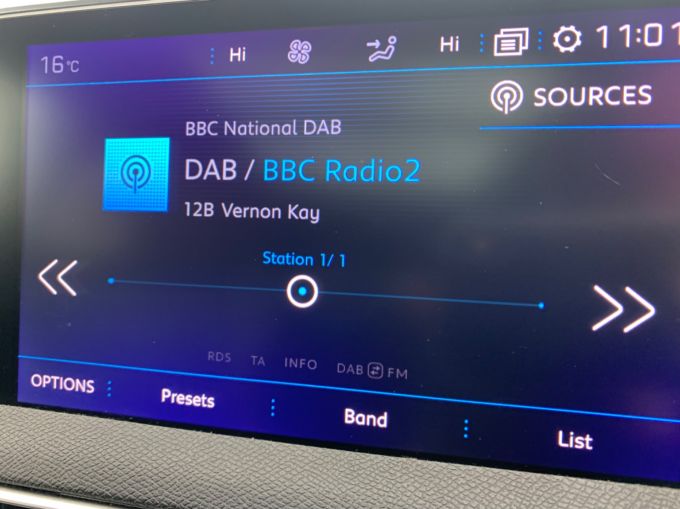 16°C Hi Hi 11:01
SOURCES
BBC National DAB
DAB / BBC Radio2
12B Vernon Kay
Station 1/ 1
RDS TA INFO DAB FM
OPTIONS Presets Band List